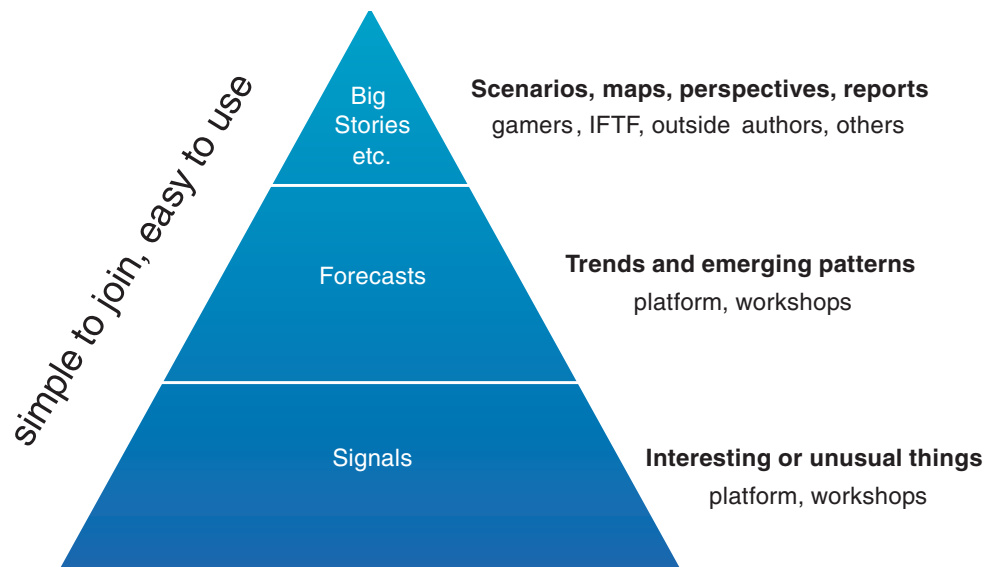 simple to join, easy to use
Big
Stories
etc.
Scenarios, maps, perspectives, reports
gamers, IFTF, outside authors, others
Forecasts
Trends and emerging patterns
platform, workshops
Signals
Interesting or unusual things
platform, workshops